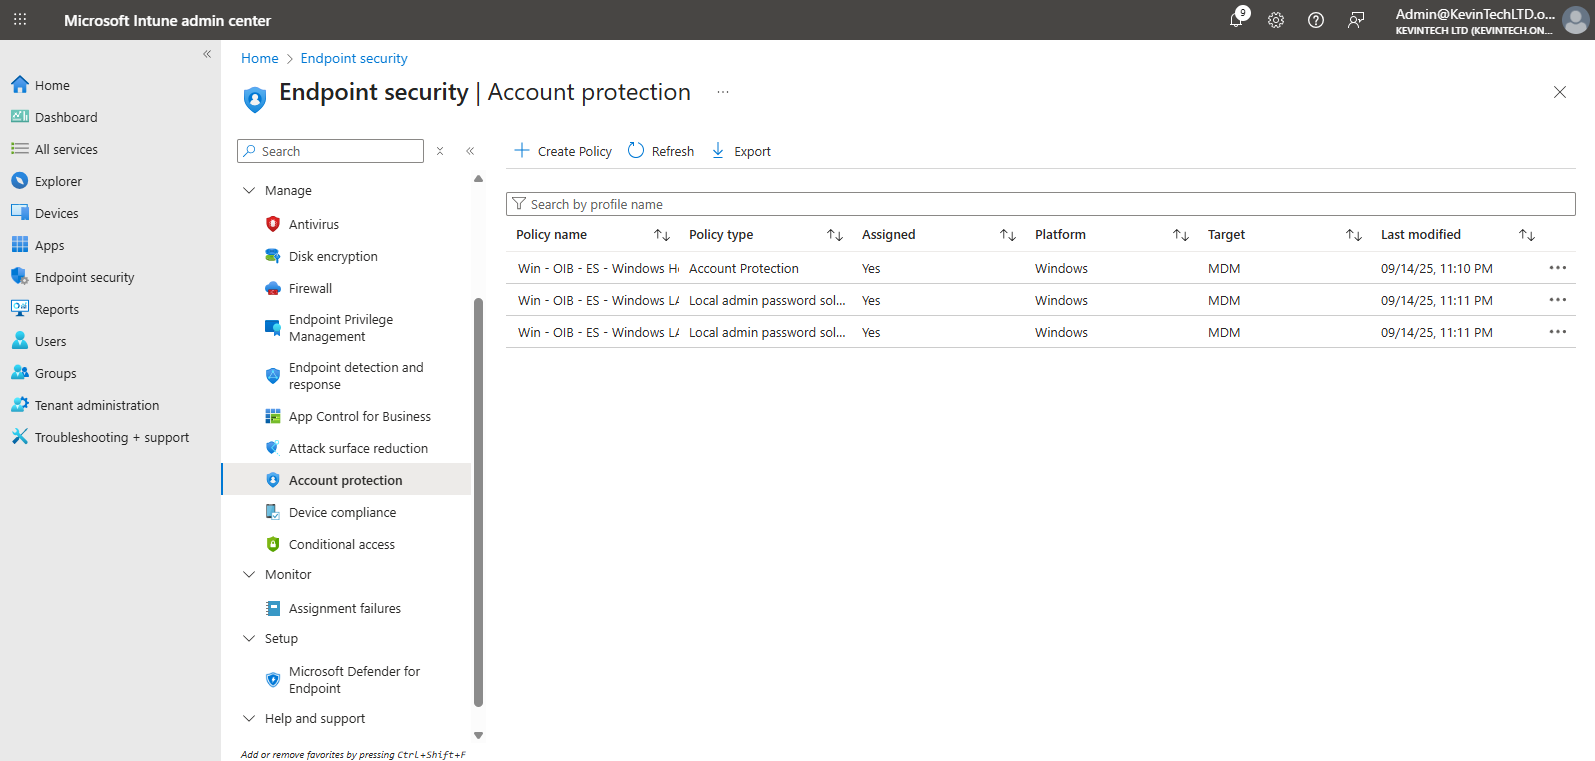 Microsoft Intune admin center
9
Admin@KevinTechLTD.o...
KEVINTECH LTD (KEVINTECH.ON...
Home
Dashboard
All services
Explorer
Devices
Apps
Endpoint security
Reports
Users
Groups
Tenant administration
Troubleshooting + support
Home > Endpoint security
Endpoint security | Account protection ...
Search
Manage
Antivirus
Disk encryption
Firewall
Endpoint Privilege
Management
Endpoint detection and
response
App Control for Business
Attack surface reduction
Account protection
Device compliance
Conditional access
Monitor
Assignment failures
Setup
Microsoft Defender for
Endpoint
Help and support
Add or remove favorites by pressing Ctrl+Shift+F
Create Policy Refresh Export
Search by profile name
Policy name Policy type Assigned Platform Target Last modified
Win - OIB - ES - Windows He Account Protection Yes Windows MDM 09/14/25, 11:10 PM
Win - OIB - ES - Windows LA Local admin password sol... Yes Windows MDM 09/14/25, 11:11 PM
Win - OIB - ES - Windows LA Local admin password sol... Yes Windows MDM 09/14/25, 11:11 PM